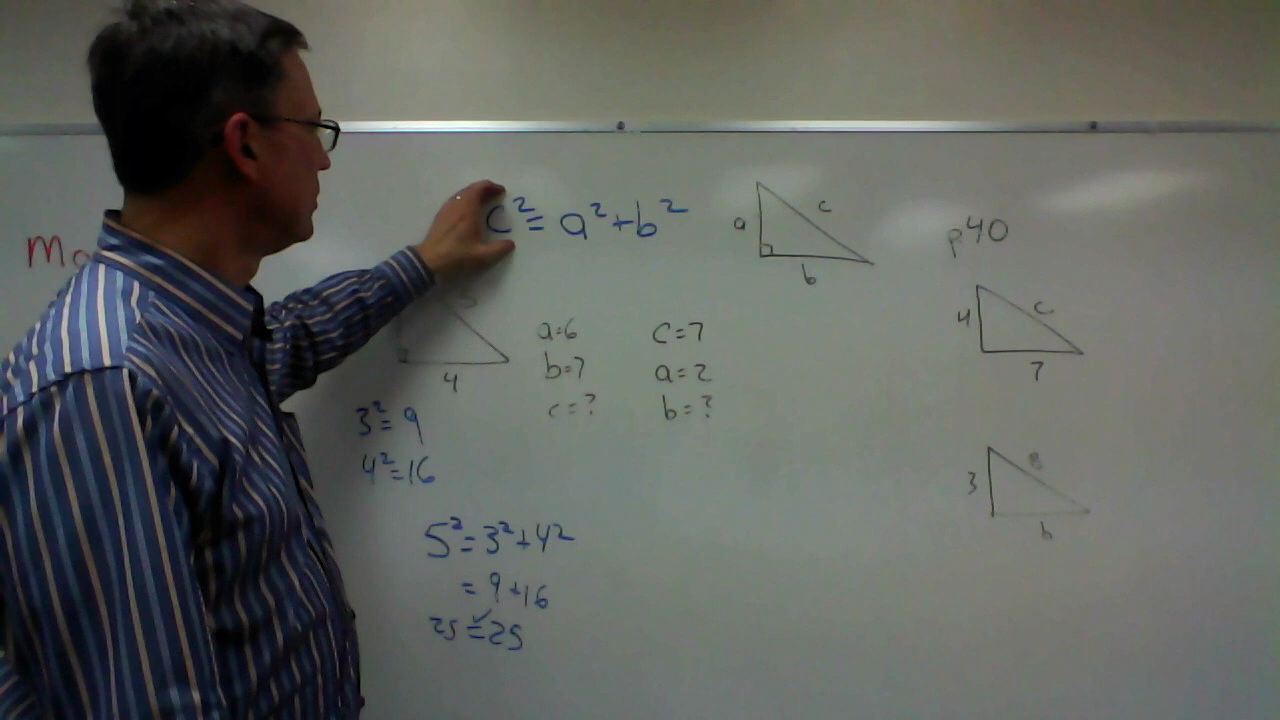 Mo
c²= a²+b²
a
c
b
p40
4
a=6
b=7
c=?
c=7
a=2
b=?
4
c
7
3²=9
4²=16
3
8
b
5²=3²+4²
= 9+16
25=25